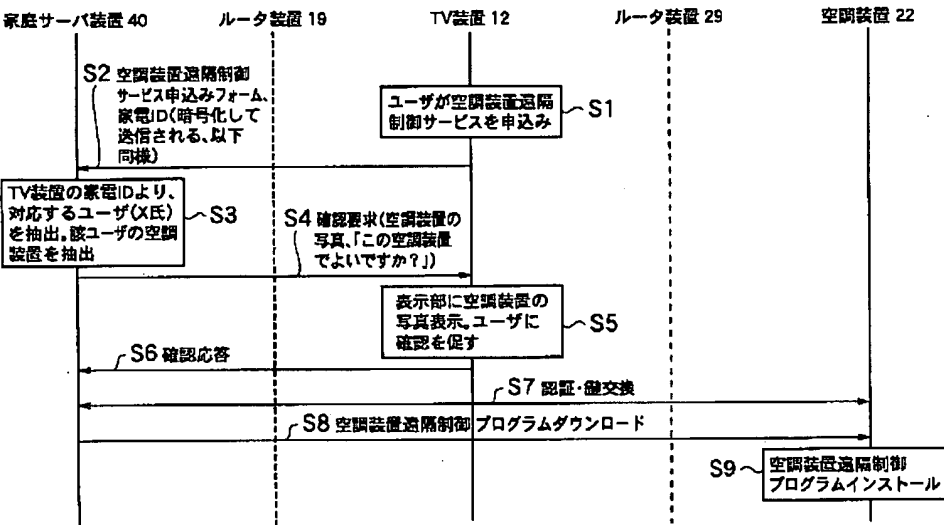 家庭サーバ装置 40
ルータ装置 19
TV装置 12
ルータ装置 29
空調装置 22
S1
ユーザが空調装置遠隔
制御サービスを申込み
S2 空調装置遠隔制御
サービス申込みフォーム、
家電ID(暗号化して
送信される、以下
同様)
S3
TV装置の家電IDより、
対応するユーザ(X氏)
を抽出。該ユーザの空調
装置を抽出
S4 確認要求(空調装置の
写真、「この空調装置
でよいですか?」)
S5
表示部に空調装置の
写真表示。ユーザに
確認を促す
S6 確認応答
S7 認証・鍵交換
S8 空調装置遠隔制御 プログラムダウンロード
S9
空調装置遠隔制御
プログラムインストール